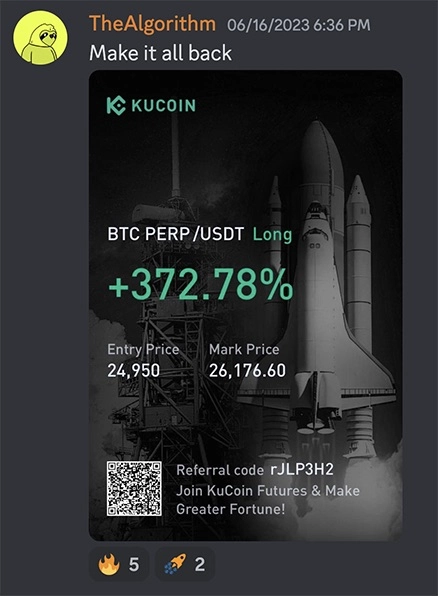 TheAlgorithm 06/16/2023 6:36 PM
Make it all back
KUCOIN
BTC PERP/USDT Long
+372.78%
Entry Price Mark Price
24,950 26,176.60
Referral code rJLP3H2
Join KuCoin Futures & Make
Greater Fortune!
5 2